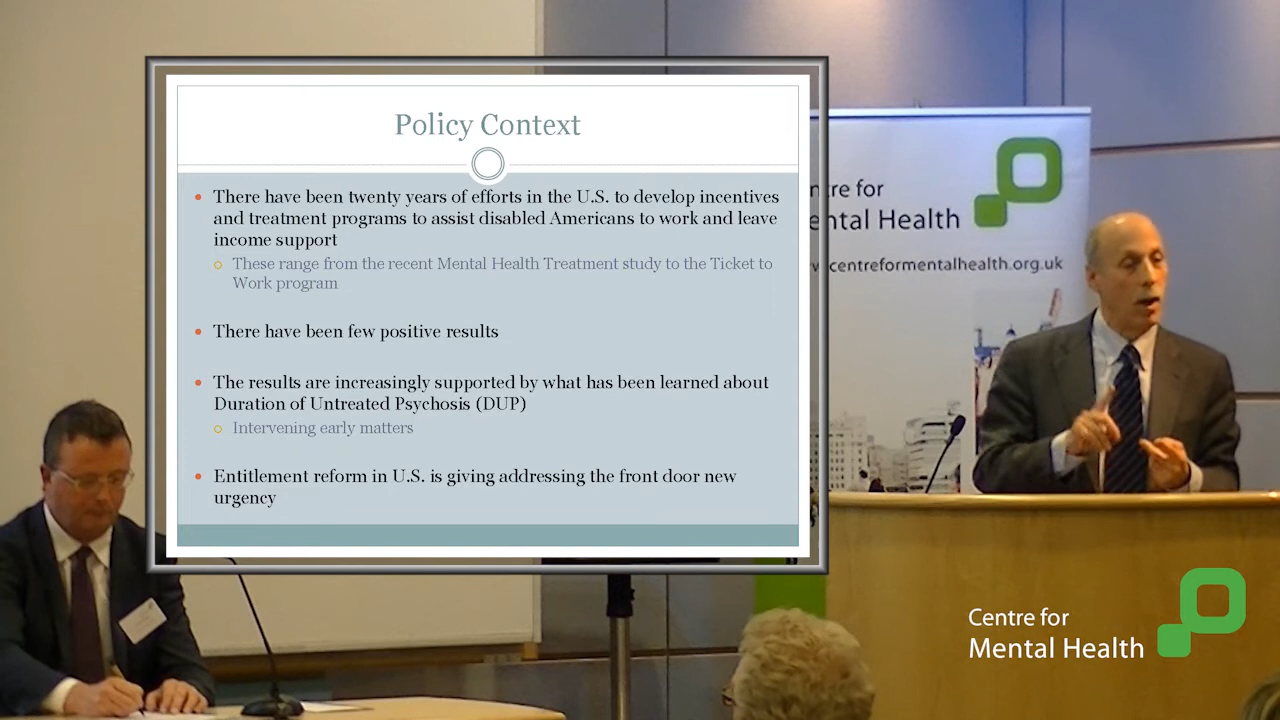 Policy Context
There have been twenty years of efforts in the U.S. to develop incentives
and treatment programs to assist disabled Americans to work and leave
income support
These range from the recent Mental Health Treatment study to the Ticket to
Work program
There have been few positive results
The results are increasingly supported by what has been learned about
Duration of Untreated Psychosis (DUP)
Intervening early matters
Entitlement reform in U.S. is giving addressing the front door new
urgency
ntre for
ental Health
centreformentalhealth.org.uk
Centre for
Mental Health